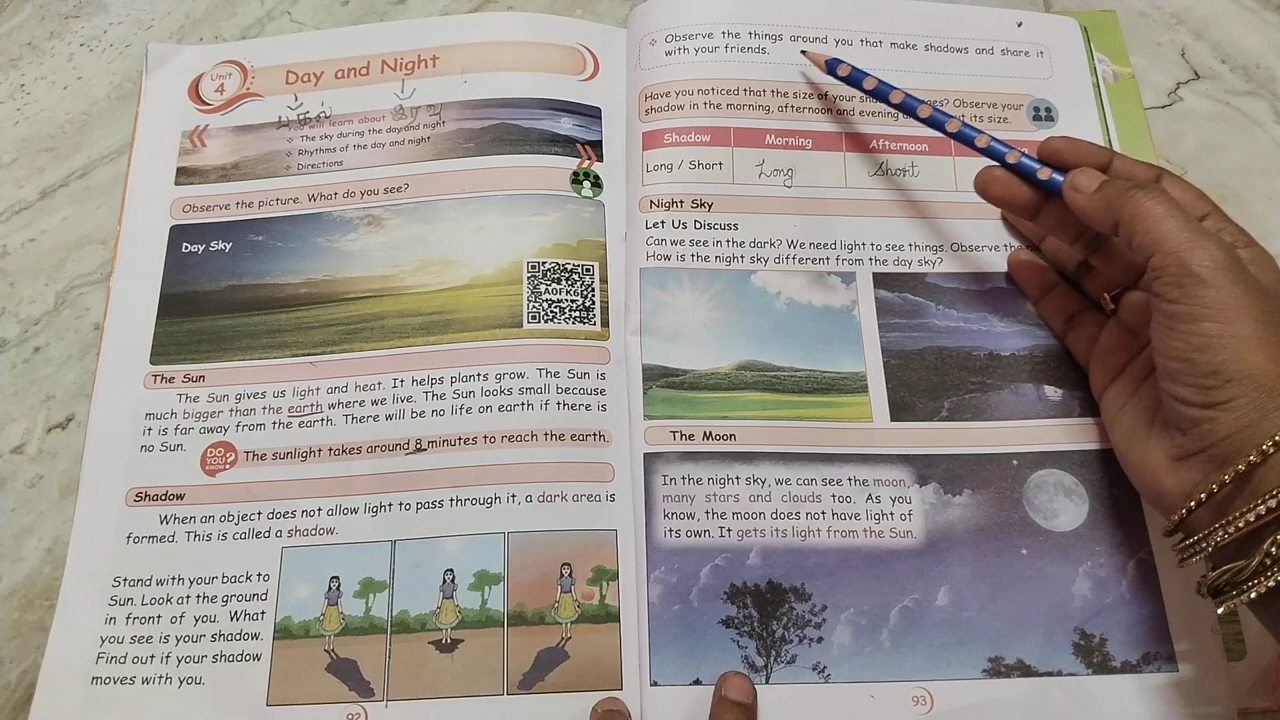 Unit
4
Day and Night
பகல் இரவு
You will learn about
❖ The sky during the day and night
❖ Rhythms of the day and night
❖ Directions
Observe the picture. What do you see?
Day Sky
A0FK6
The Sun
The Sun gives us light and heat. It helps plants grow. The Sun is
much bigger than the earth where we live. The Sun looks small because
it is far away from the earth. There will be no life on earth if there is
no Sun.
DO YOU KNOW?
The sunlight takes around 8 minutes to reach the earth.
Shadow
When an object does not allow light to pass through it, a dark area is
formed. This is called a shadow.
Stand with your back to
Sun. Look at the ground
in front of you. What
you see is your shadow.
Find out if your shadow
moves with you.
92
❖ Observe the things around you that make shadows and share it
with your friends.
Have you noticed that the size of your Observe your
shadow in the morning, afternoon and evening its size.
Shadow Morning Afternoon
Long / Short Long Short
Night Sky
Let Us Discuss
Can we see in the dark? We need light to see things. Observe the
How is the night sky different from the day sky?
The Moon
In the night sky, we can see the moon,
many stars and clouds too. As you
know, the moon does not have light of
its own. It gets its light from the Sun.
93